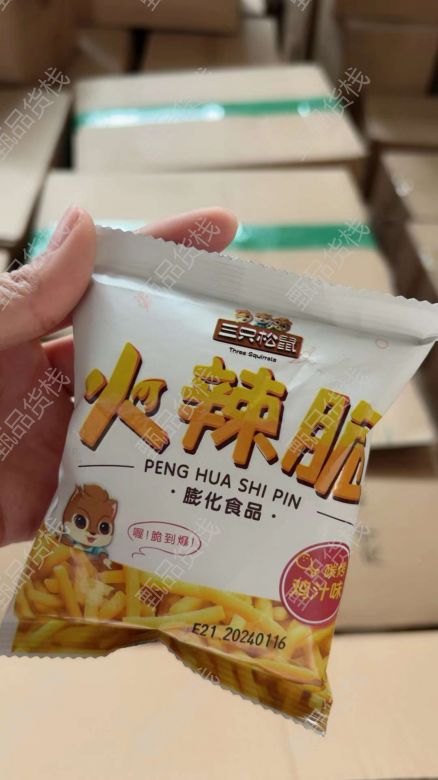 三只松鼠
Three Squirrels
火辣脆
PENG HUA SHI PIN
·膨化食品·
喔!脆到爆!
碳烤
鸡汁味
E21 20240116
甄品货栈